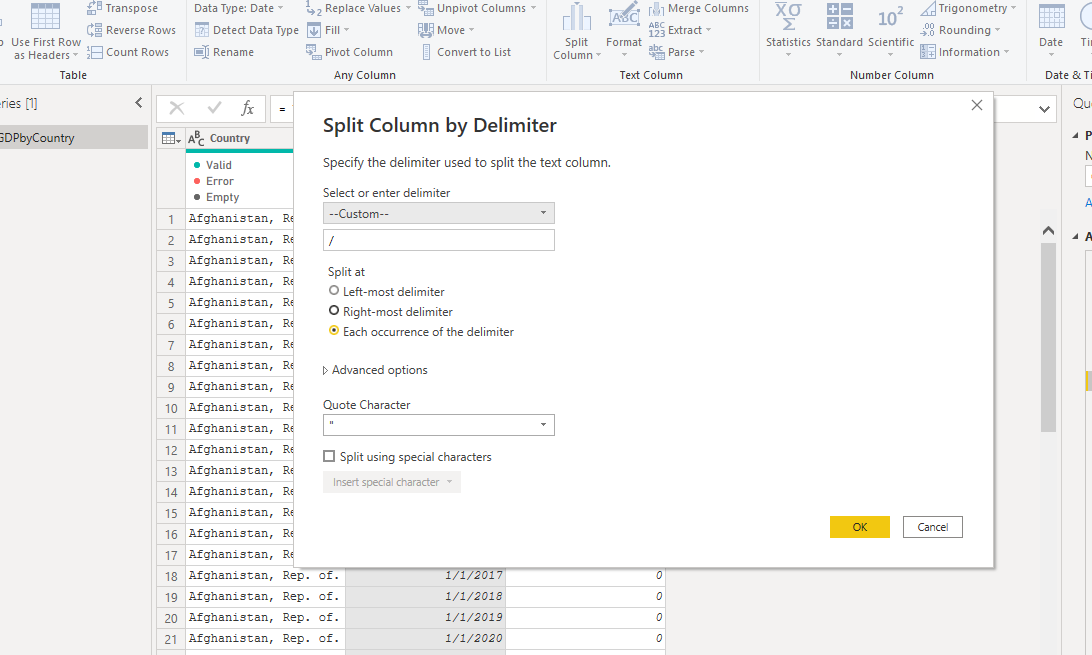 Transpose
Data Type: Date
Replace Values
Unpivot Columns
Merge Columns
Trigonometry
Use First Row
as Headers
Reverse Rows
Detect Data Type
Fill
Move
Split
Column
Format
Extract
Statistics
Standard
Scientific
Rounding
Date
Count Rows
Rename
Pivot Column
Convert to List
Parse
Information
Table
Any Column
Text Column
Number Column
Date & Ti
eries [1]
fx
=
Qu
GDPbyCountry
Country
Valid
Error
Empty
Split Column by Delimiter
Specify the delimiter used to split the text column.
Select or enter delimiter
--Custom--
/
Split at
Left-most delimiter
Right-most delimiter
Each occurrence of the delimiter
Advanced options
Quote Character
"
Split using special characters
Insert special character
OK
Cancel
1 Afghanistan, Re
2 Afghanistan, Re
3 Afghanistan, Re
4 Afghanistan, Re
5 Afghanistan, Re
6 Afghanistan, Re
7 Afghanistan, Re
8 Afghanistan, Re
9 Afghanistan, Re
10 Afghanistan, Re
11 Afghanistan, Re
12 Afghanistan, Re
13 Afghanistan, Re
14 Afghanistan, Re
15 Afghanistan, Re
16 Afghanistan, Re
17 Afghanistan, Re
18 Afghanistan, Rep. of. 1/1/2017 0
19 Afghanistan, Rep. of. 1/1/2018 0
20 Afghanistan, Rep. of. 1/1/2019 0
21 Afghanistan, Rep. of. 1/1/2020 0